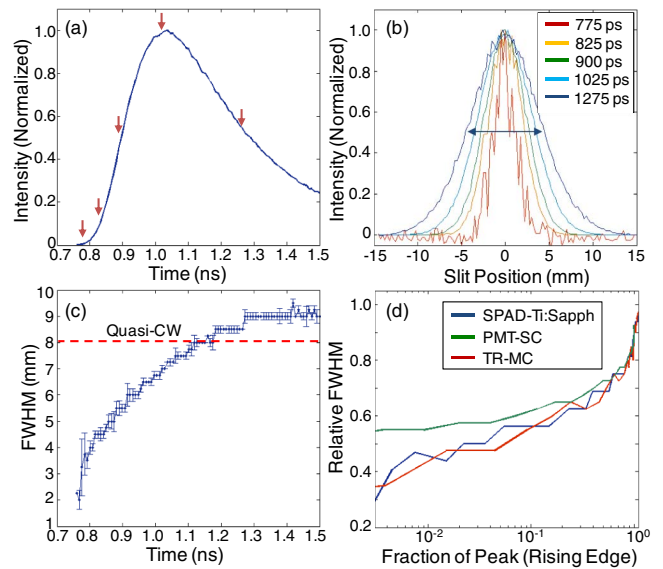 (a)
Intensity (Normalized)
1.0
0.8
0.6
0.4
0.2
0
0.7 0.8 0.9 1.0 1.1 1.2 1.3 1.4 1.5
Time (ns)
(b)
775 ps
825 ps
900 ps
1025 ps
1275 ps
Intensity (Normalized)
1.0
0.8
0.6
0.4
0.2
0
-15 -10 -5 0 5 10 15
Slit Position (mm)
(c)
Quasi-CW
FWHM (mm)
10
9
8
7
6
5
4
3
2
1
0.7 0.8 0.9 1.0 1.1 1.2 1.3 1.4 1.5
Time (ns)
(d)
SPAD-Ti:Sapph
PMT-SC
TR-MC
Relative FWHM
1.0
0.8
0.6
0.4
0.2
10-2 10-1 100
Fraction of Peak (Rising Edge)